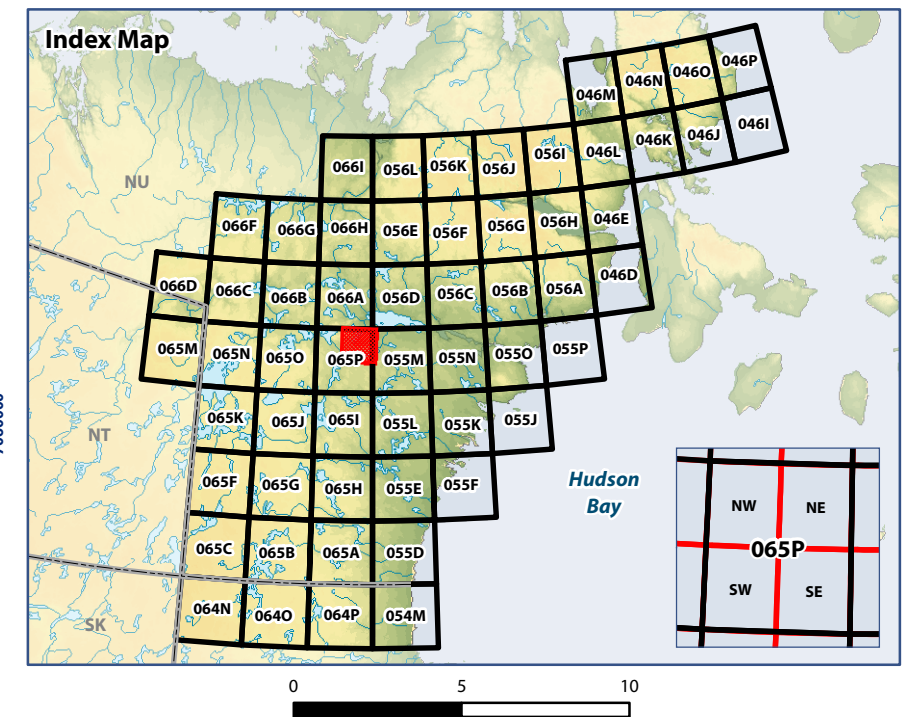 Index Map
046M 046N 046O 046P
066I 056L 056K 056J 056I 046L 046K 046J 046I
NU
066F 066G 066H 056E 056F 056G 056H 046E
066D 066C 066B 066A 056D 056C 056B 056A 046D
065M 065N 065O 065P 055M 055N 055O 055P
065K 065J 065I 055L 055K 055J
NT
065F 065G 065H 055E 055F
Hudson
Bay
065C 065B 065A 055D
064N 064O 064P 054M
SK
NW NE
065P
SW SE
0 5 10